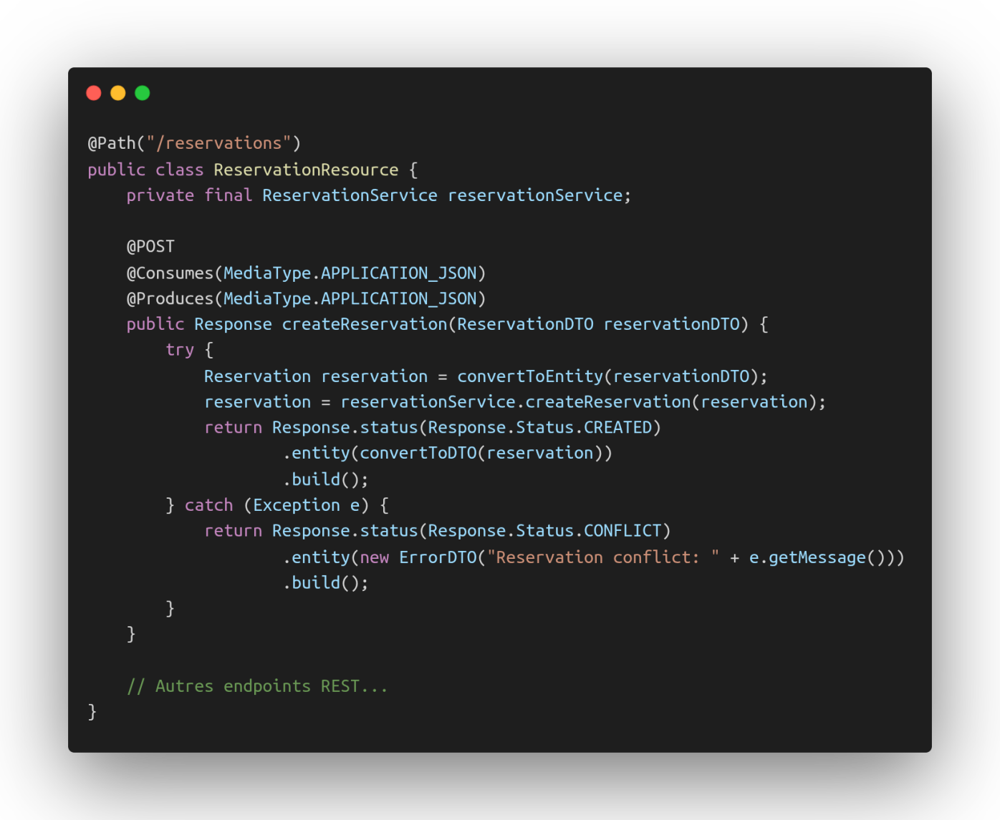 @Path("/reservations")
public class ReservationResource {
    private final ReservationService reservationService;

    @POST
    @Consumes(MediaType.APPLICATION_JSON)
    @Produces(MediaType.APPLICATION_JSON)
    public Response createReservation(ReservationDTO reservationDTO) {
        try {
            Reservation reservation = convertToEntity(reservationDTO);
            reservation = reservationService.createReservation(reservation);
            return Response.status(Response.Status.CREATED)
                    .entity(convertToDTO(reservation))
                    .build();
        } catch (Exception e) {
            return Response.status(Response.Status.CONFLICT)
                    .entity(new ErrorDTO("Reservation conflict: " + e.getMessage()))
                    .build();
        }
    }

    // Autres endpoints REST...
}